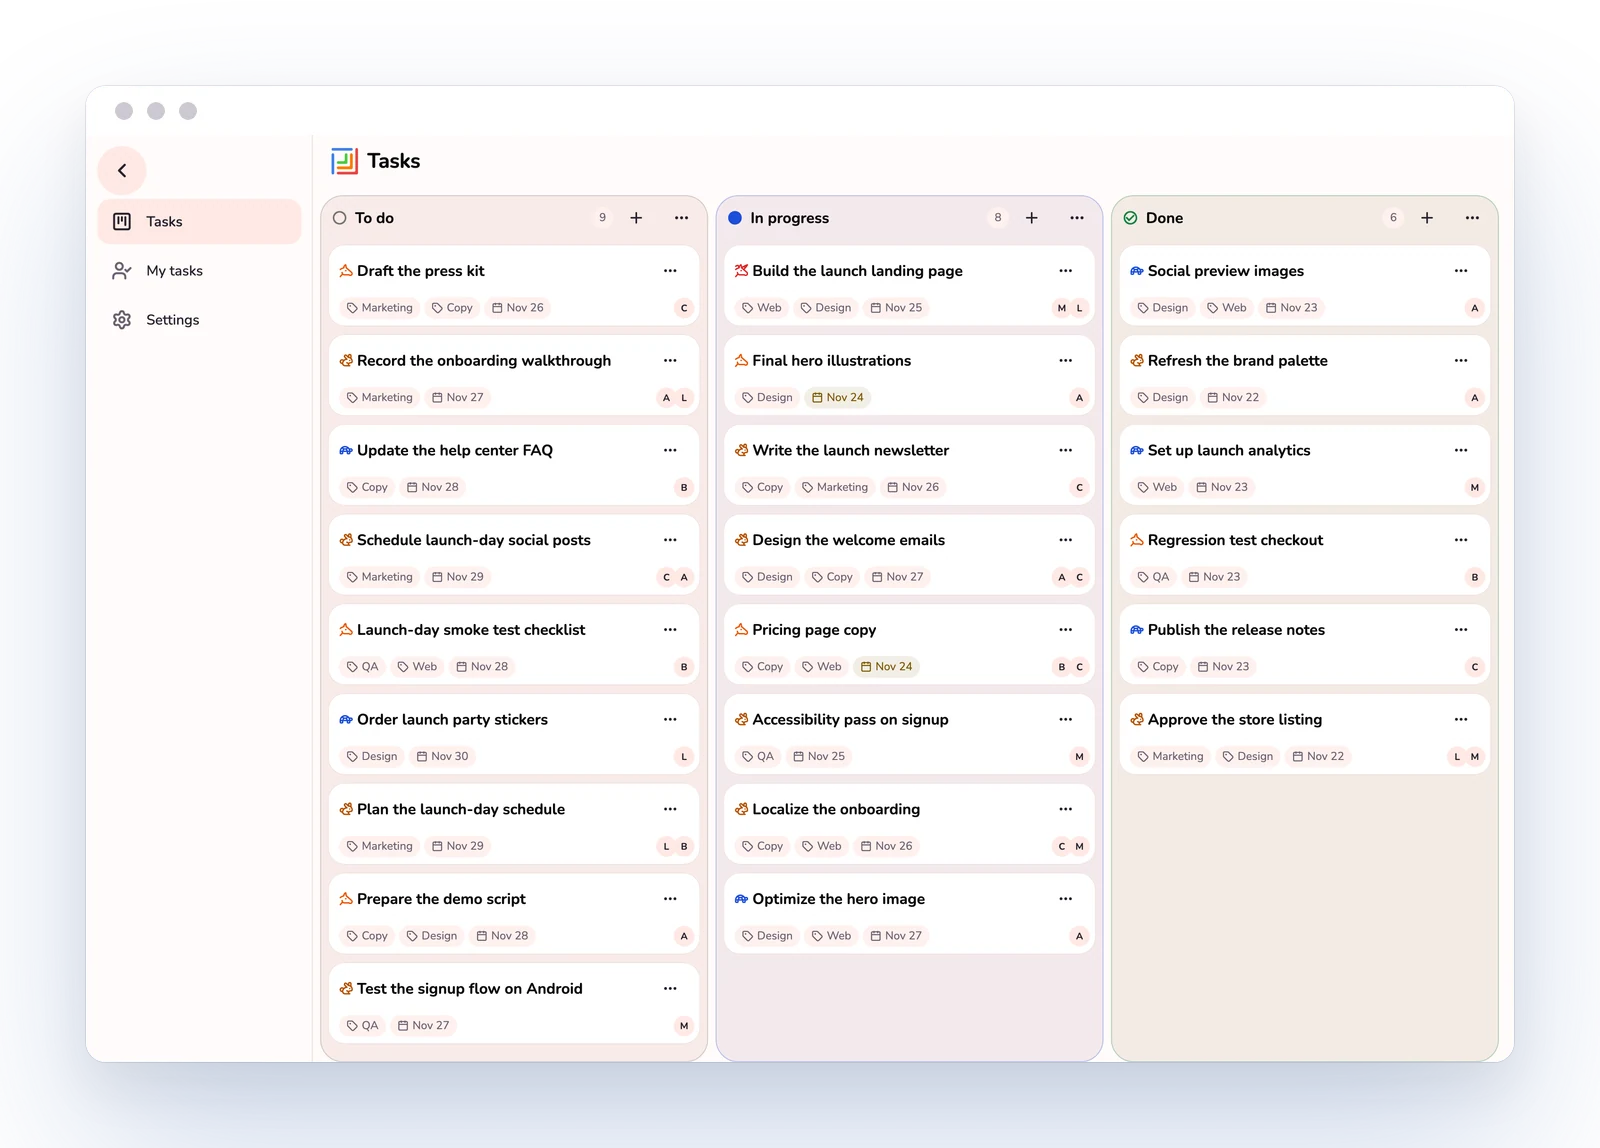 Tasks
My tasks
Settings
Tasks
To do 9
Draft the press kit
Marketing Copy Nov 26 C
Record the onboarding walkthrough
Marketing Nov 27 A L
Update the help center FAQ
Copy Nov 28 B
Schedule launch-day social posts
Marketing Nov 29 C A
Launch-day smoke test checklist
QA Web Nov 28 B
Order launch party stickers
Design Nov 30 L
Plan the launch-day schedule
Marketing Nov 29 L B
Prepare the demo script
Copy Design Nov 28 A
Test the signup flow on Android
QA Nov 27 M
In progress 8
Build the launch landing page
Web Design Nov 25 M L
Final hero illustrations
Design Nov 24 A
Write the launch newsletter
Copy Marketing Nov 26 C
Design the welcome emails
Design Copy Nov 27 A C
Pricing page copy
Copy Web Nov 24 B C
Accessibility pass on signup
QA Nov 25 M
Localize the onboarding
Copy Web Nov 26 C M
Optimize the hero image
Design Web Nov 27 A
Done 6
Social preview images
Design Web Nov 23 A
Refresh the brand palette
Design Nov 22 A
Set up launch analytics
Web Nov 23 M
Regression test checkout
QA Nov 23 B
Publish the release notes
Copy Nov 23 C
Approve the store listing
Marketing Design Nov 22 L M